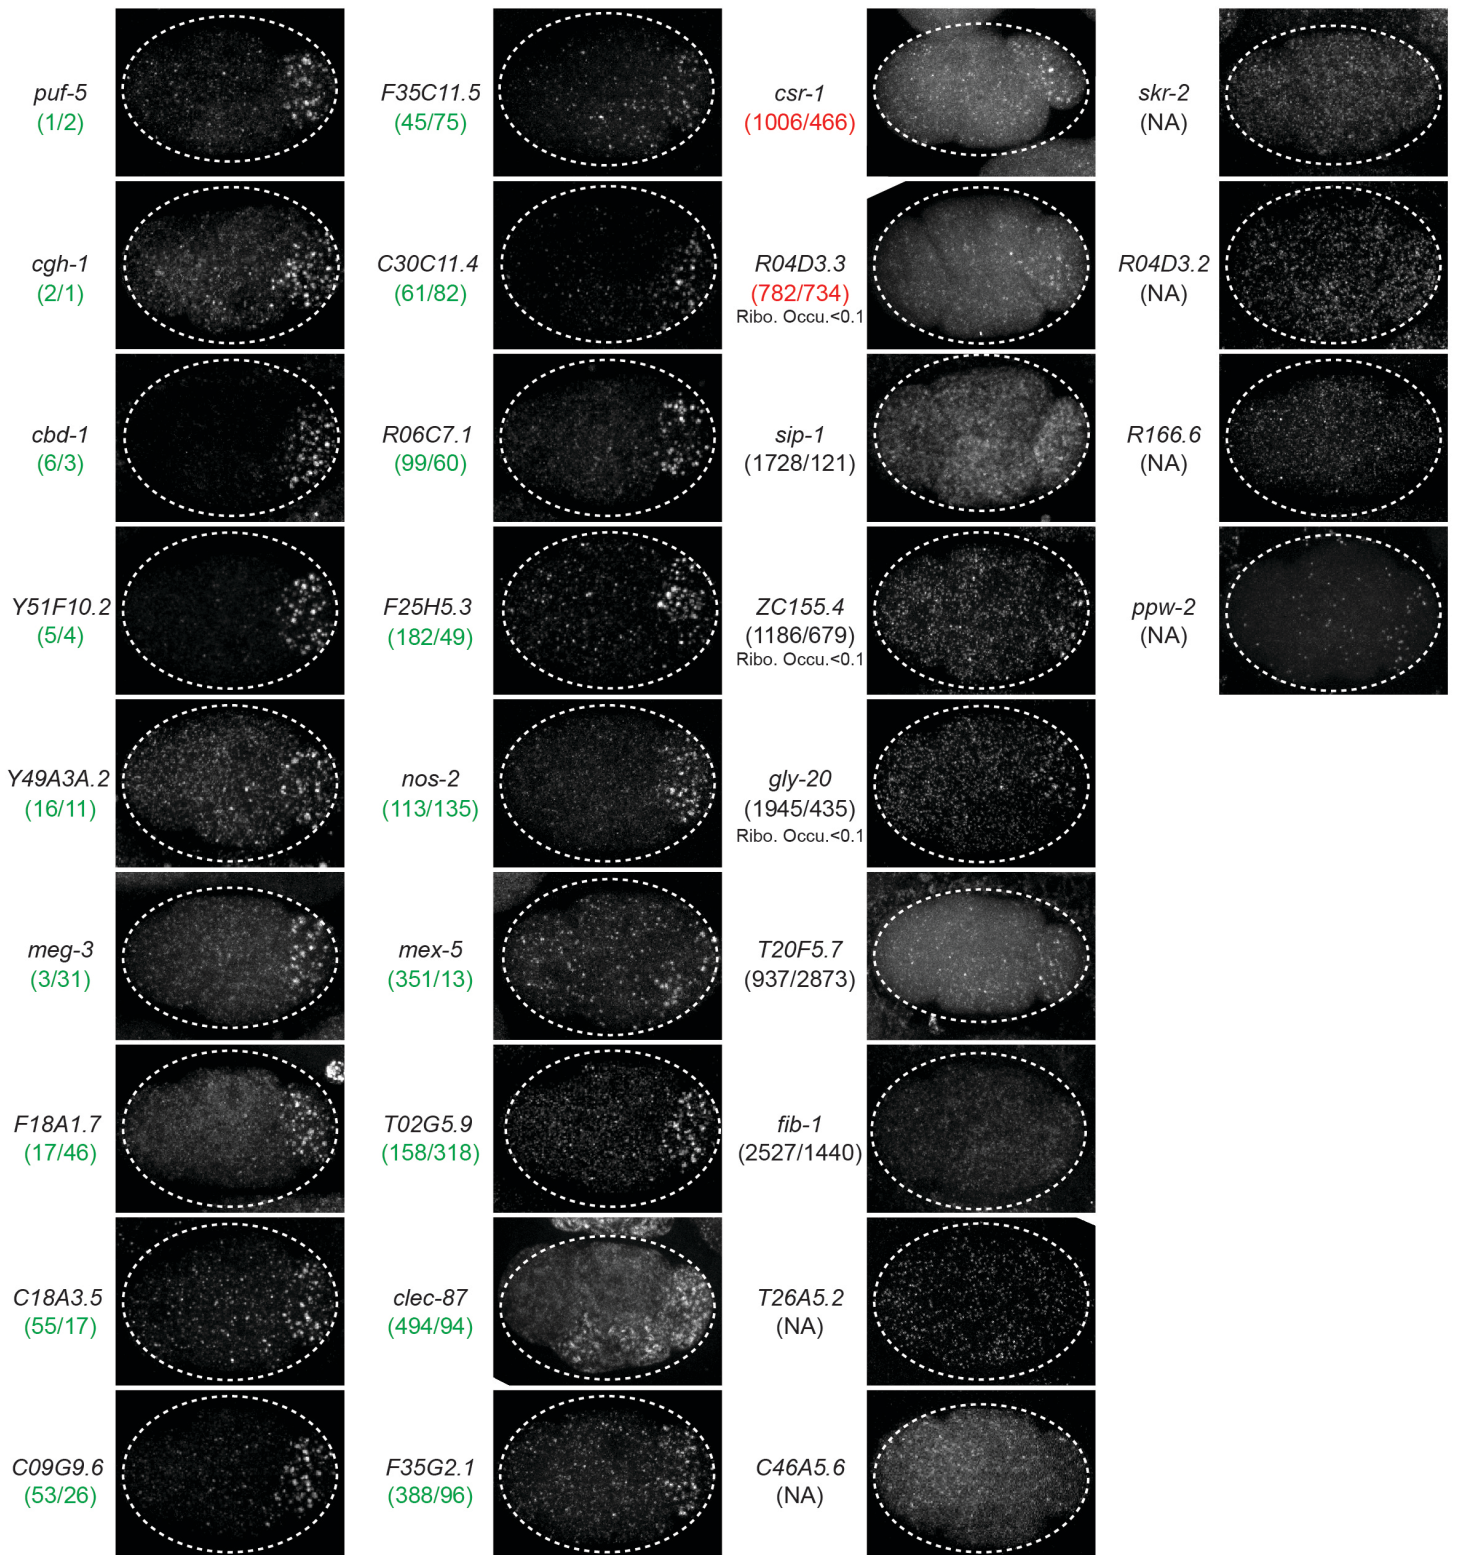 puf-5
(1/2)
cgh-1
(2/1)
cbd-1
(6/3)
Y51F10.2
(5/4)
Y49A3A.2
(16/11)
meg-3
(3/31)
F18A1.7
(17/46)
C18A3.5
(55/17)
C09G9.6
(53/26)
F35C11.5
(45/75)
C30C11.4
(61/82)
R06C7.1
(99/60)
F25H5.3
(182/49)
nos-2
(113/135)
mex-5
(351/13)
T02G5.9
(158/318)
clec-87
(494/94)
F35G2.1
(388/96)
csr-1
(1006/466)
R04D3.3
(782/734)
Ribo. Occu.<0.1
sip-1
(1728/121)
ZC155.4
(1186/679)
Ribo. Occu.<0.1
gly-20
(1945/435)
Ribo. Occu.<0.1
T20F5.7
(937/2873)
fib-1
(2527/1440)
T26A5.2
(NA)
C46A5.6
(NA)
skr-2
(NA)
R04D3.2
(NA)
R166.6
(NA)
ppw-2
(NA)